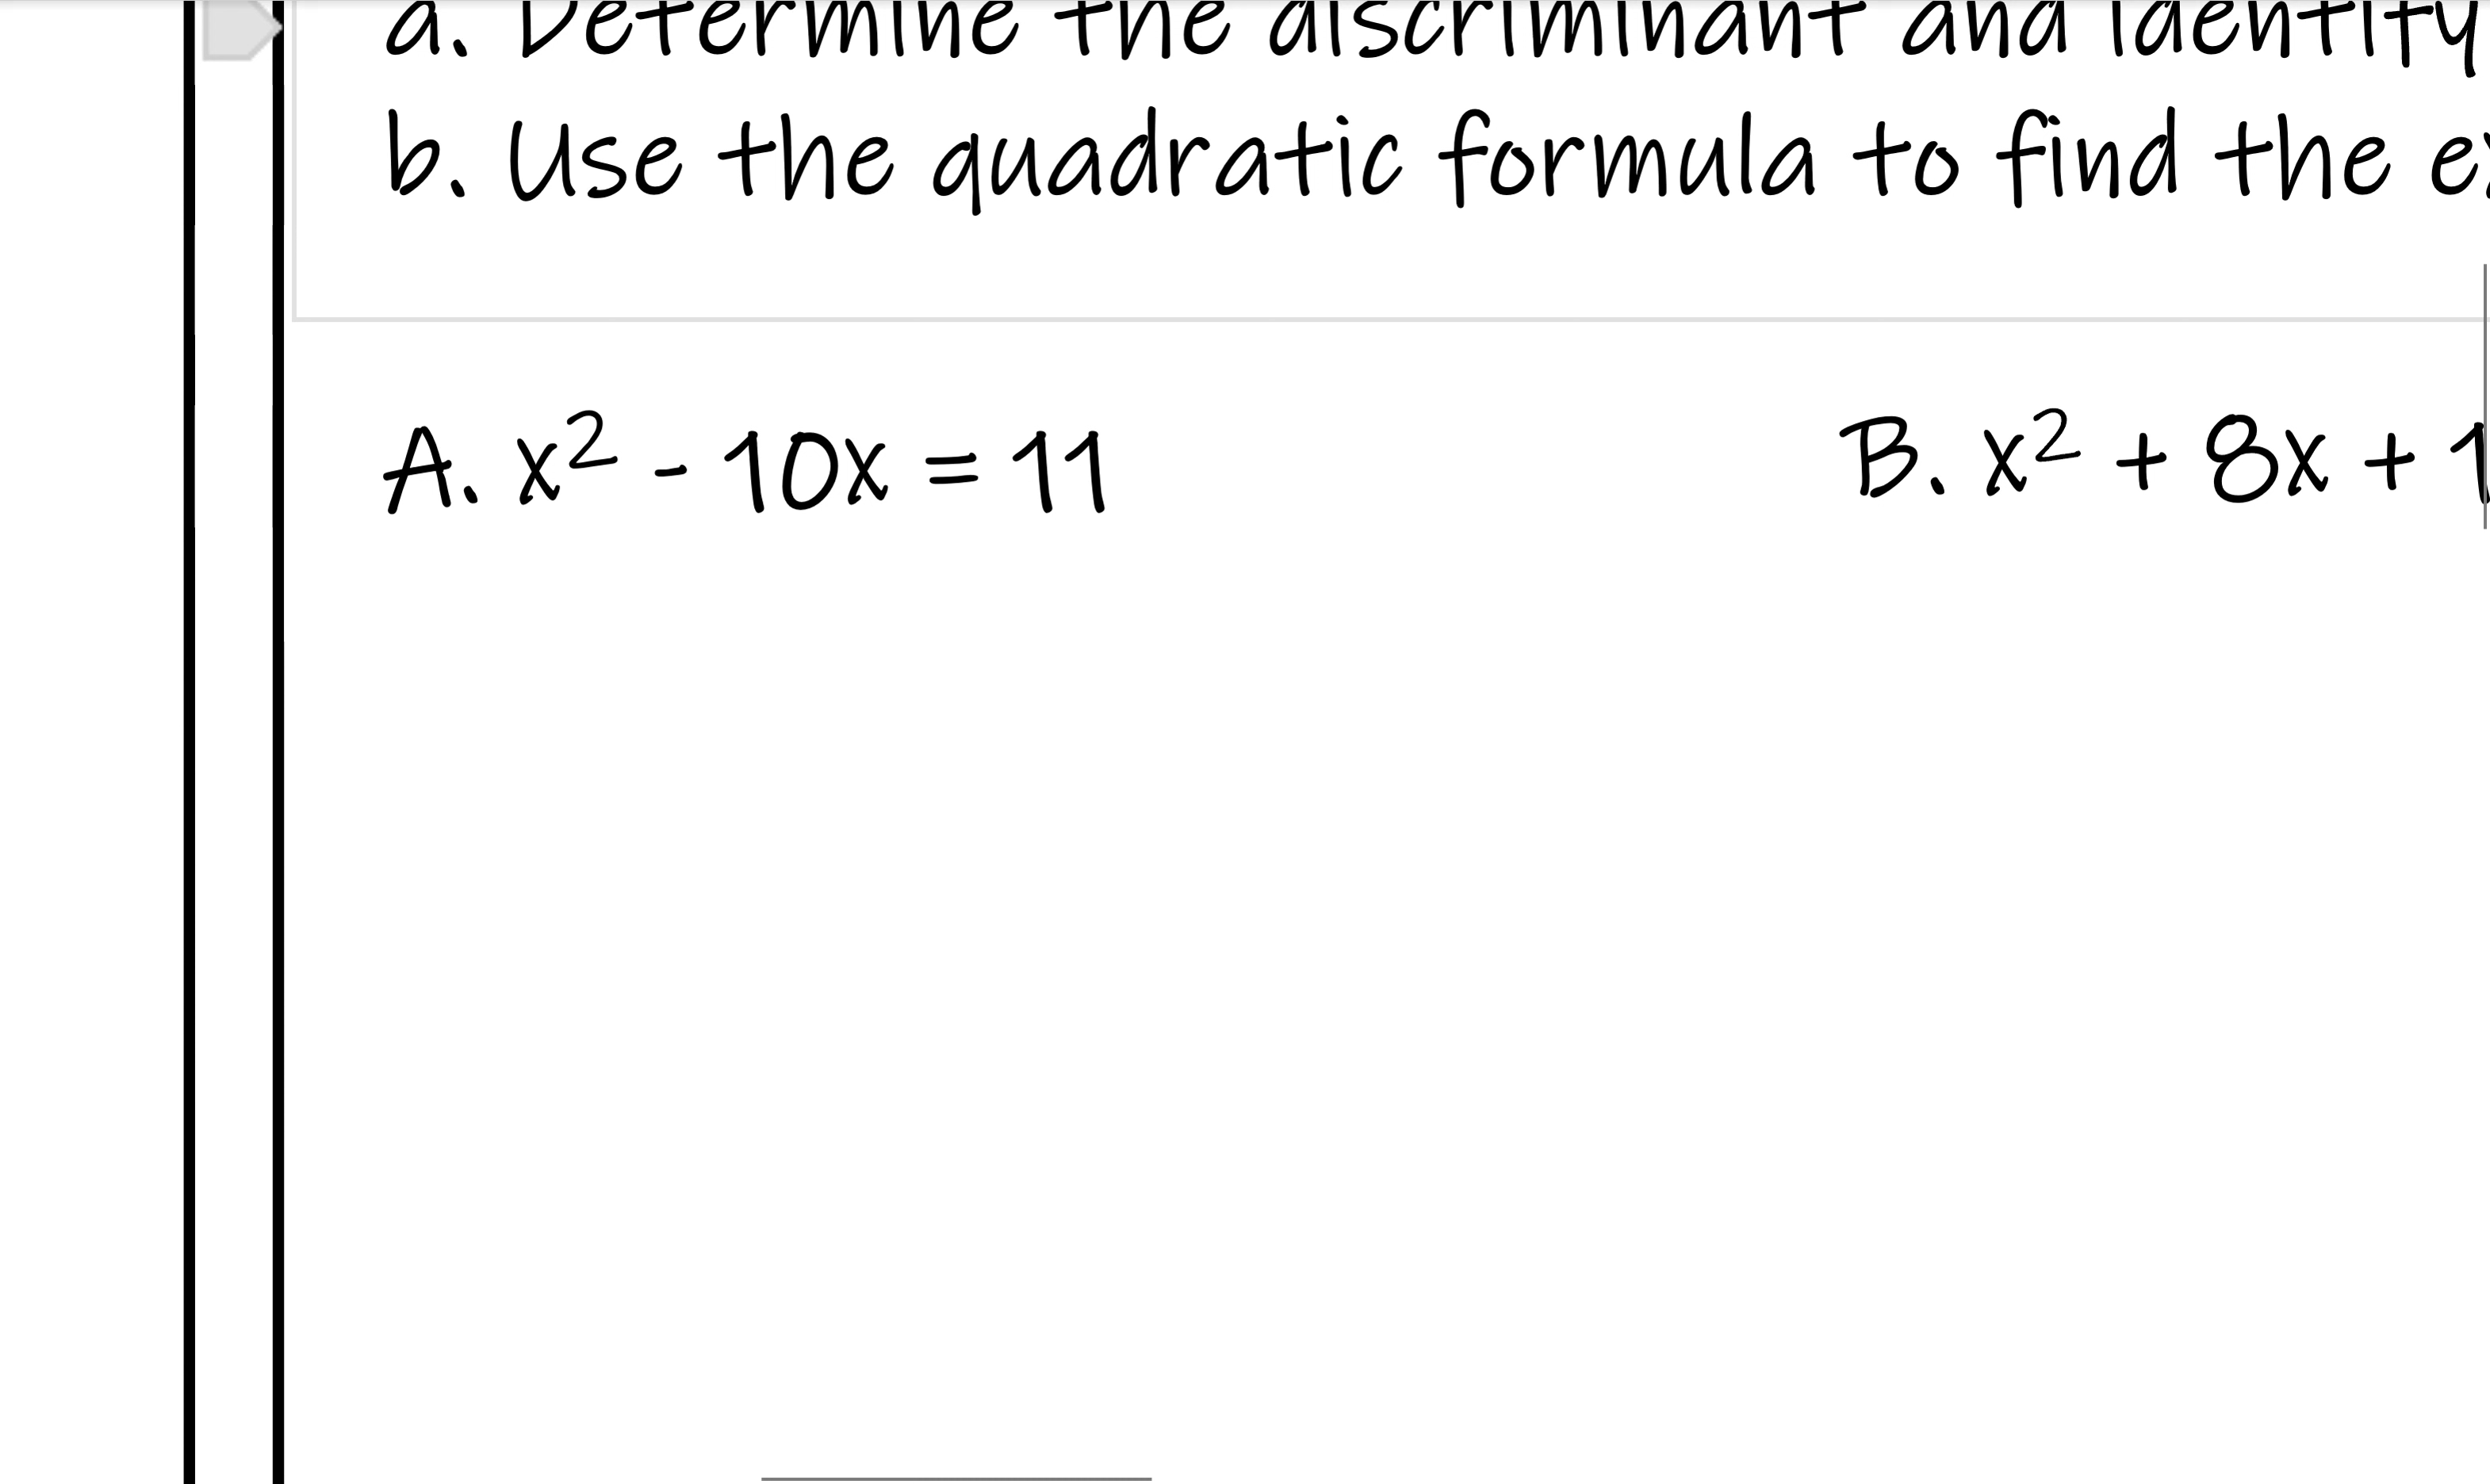 a. Determine the discriminant and identify
b. Use the quadratic formula to find the
A. x² - 10x = 11
B. x² + 8x +